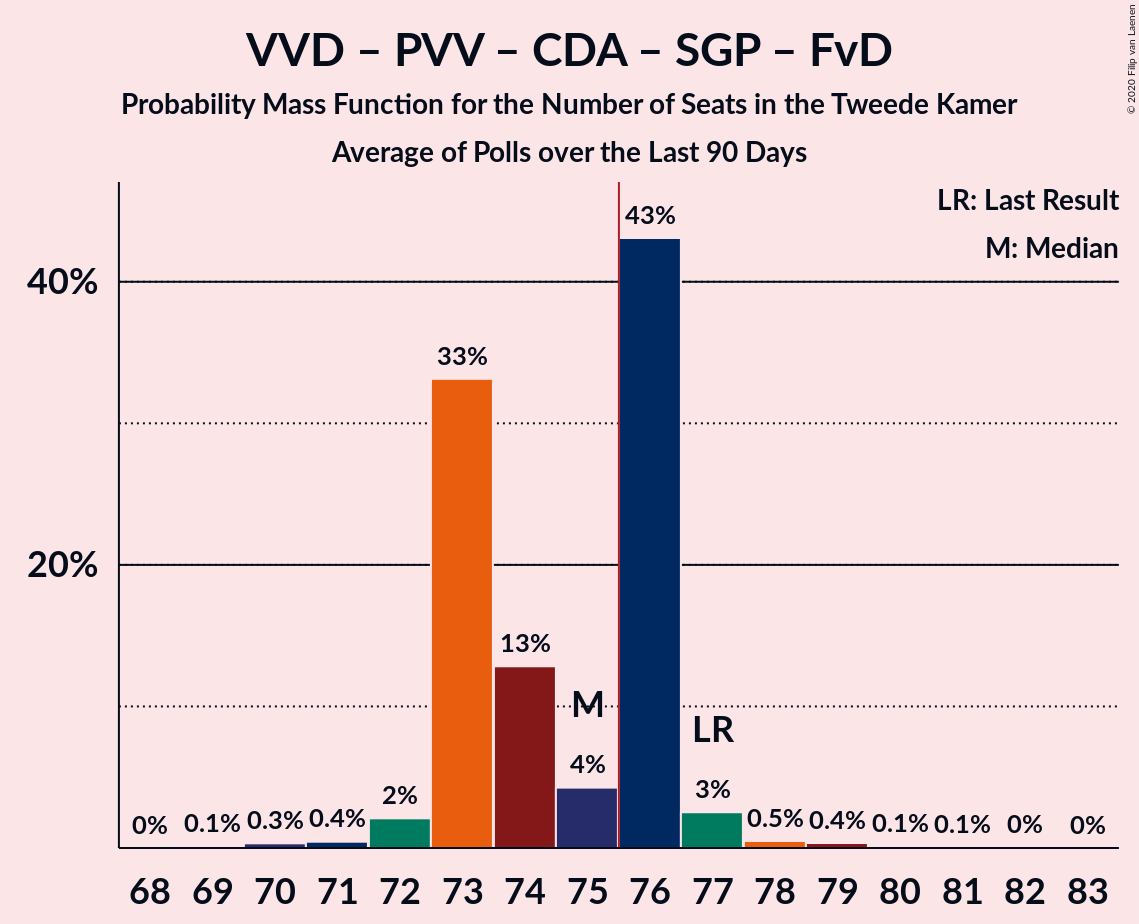 VVD – PVV – CDA – SGP – FvD
Probability Mass Function for the Number of Seats in the Tweede Kamer
Average of Polls over the Last 90 Days
© 2020 Filip van Laenen
LR: Last Result
M: Median
40%
20%
0%
0.1%
0.3%
0.4%
2%
33%
13%
M
4%
43%
LR
3%
0.5%
0.4%
0.1%
0.1%
0%
0%
68 69 70 71 72 73 74 75 76 77 78 79 80 81 82 83